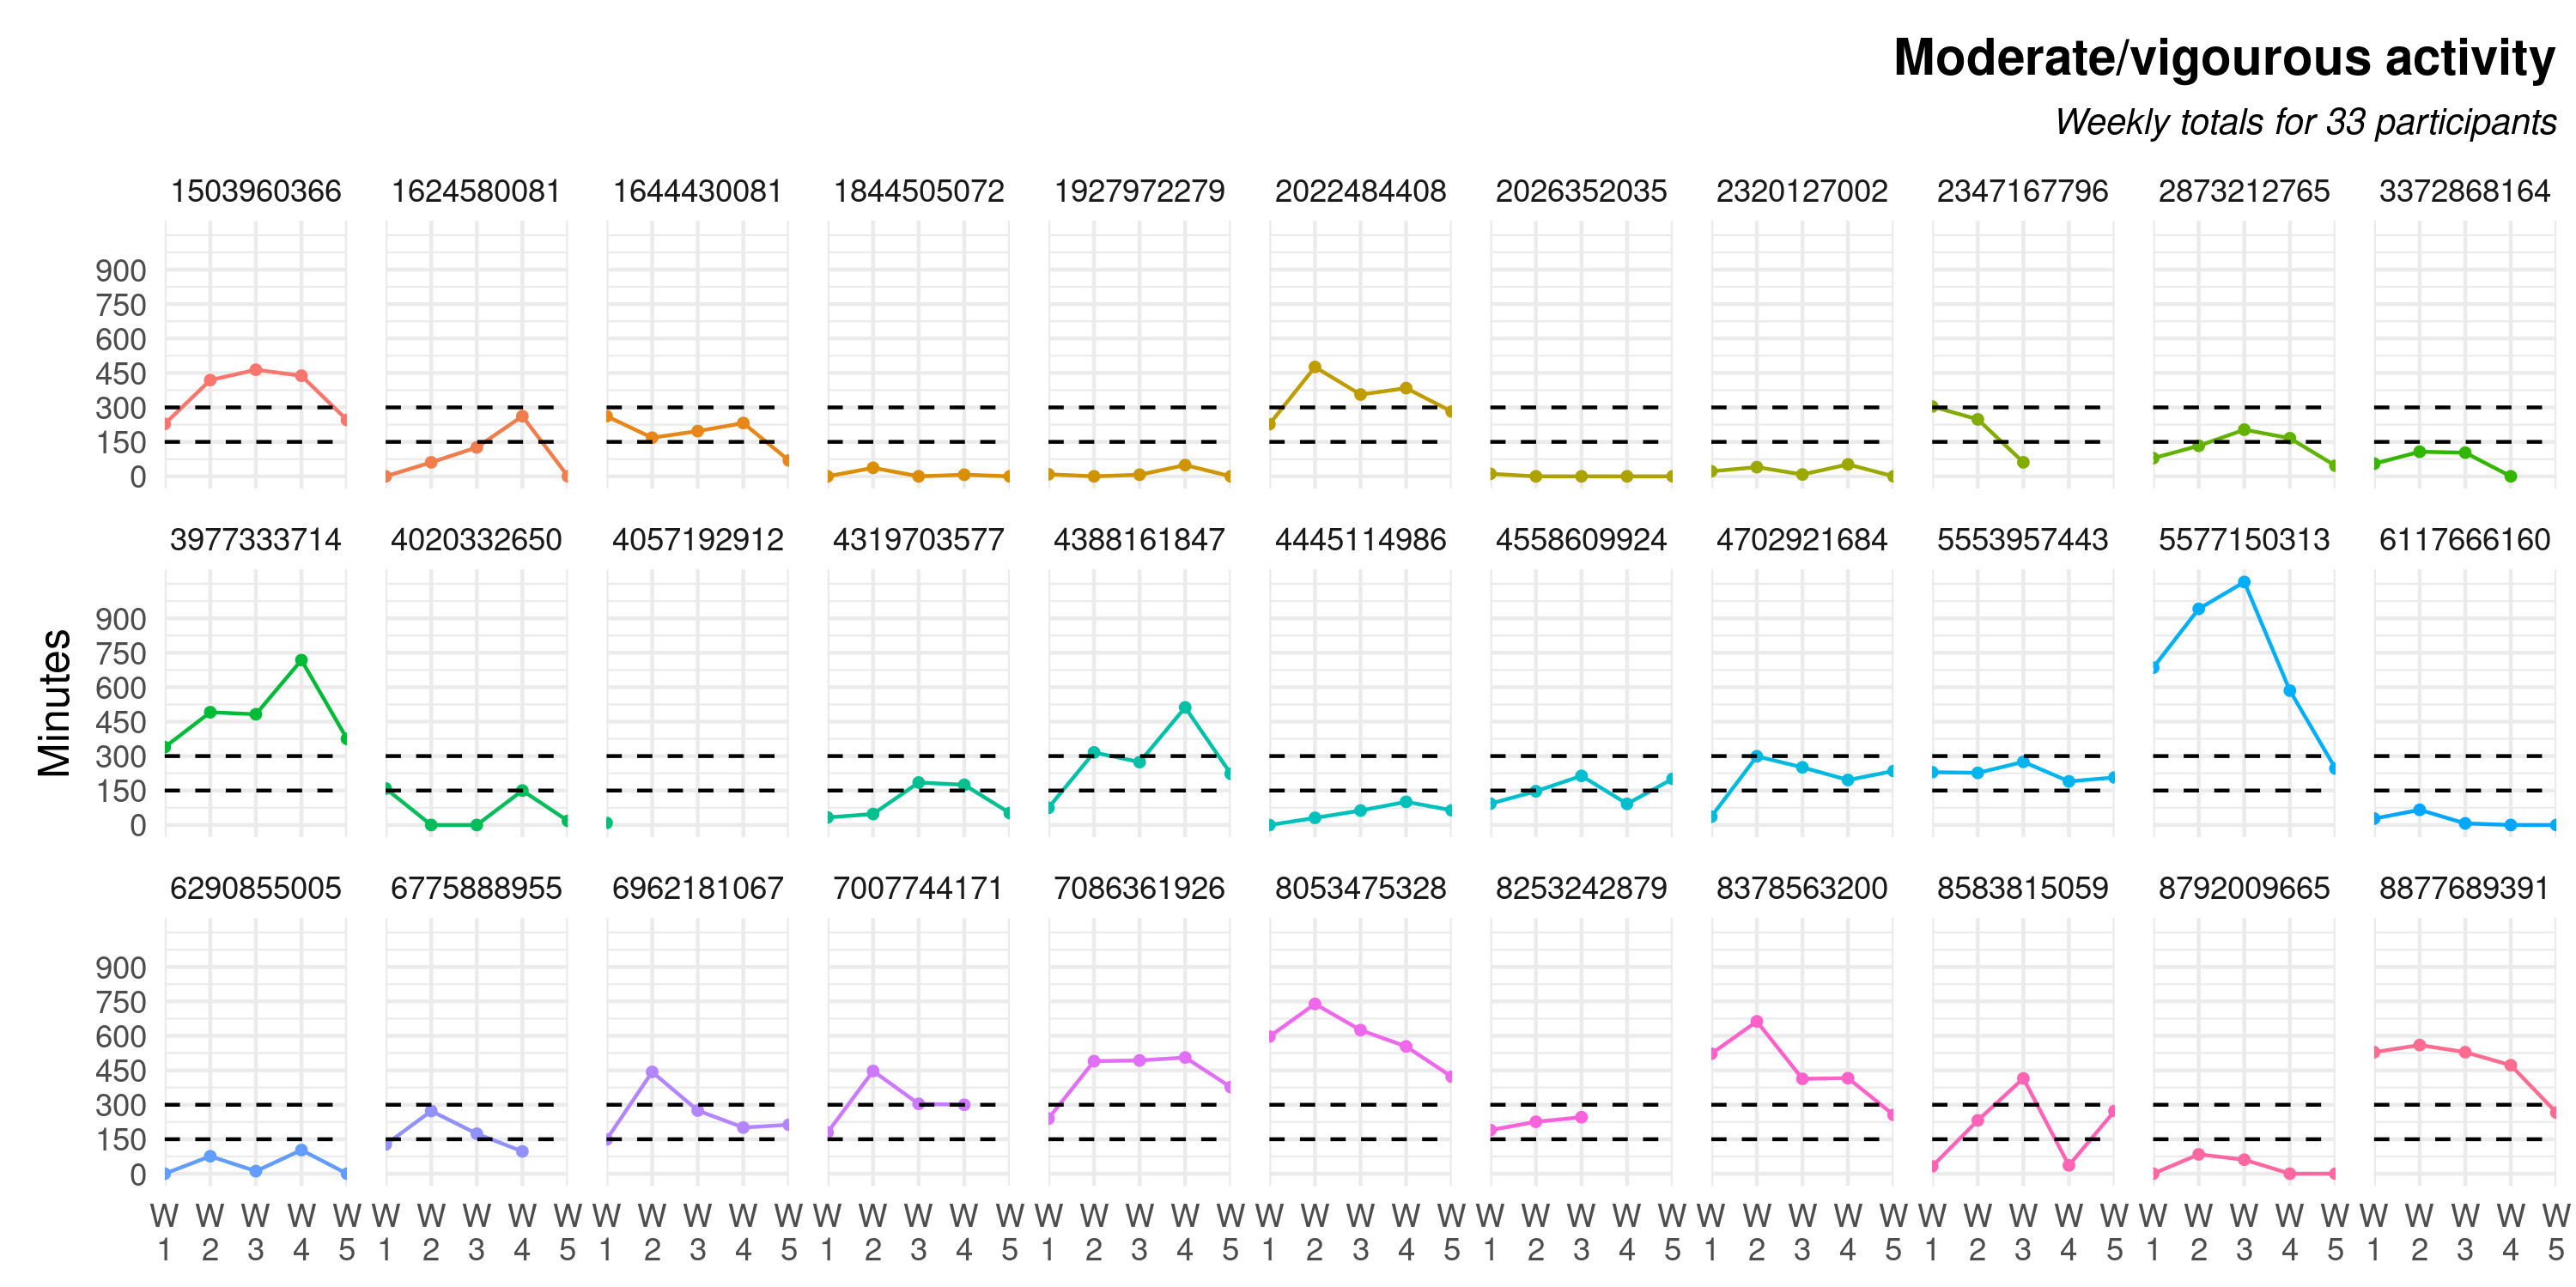 Moderate/vigourous activity
Weekly totals for 33 participants
1503960366 1624580081 1644430081 1844505072 1927972279 2022484408 2026352035 2320127002 2347167796 2873212765 3372868164
900
750
600
450
300
150
0
3977333714 4020332650 4057192912 4319703577 4388161847 4445114986 4558609924 4702921684 5553957443 5577150313 6117666160
Minutes
900
750
600
450
300
150
0
6290855005 6775888955 6962181067 7007744171 7086361926 8053475328 8253242879 8378563200 8583815059 8792009665 8877689391
900
750
600
450
300
150
0
W W W W W W W W W W W W W W W W W W W W W W W W W W W W W W W W W W W W W W W W W W W W W W W W W W W W W W W
1 2 3 4 5 1 2 3 4 5 1 2 3 4 5 1 2 3 4 5 1 2 3 4 5 1 2 3 4 5 1 2 3 4 5 1 2 3 4 5 1 2 3 4 5 1 2 3 4 5 1 2 3 4 5